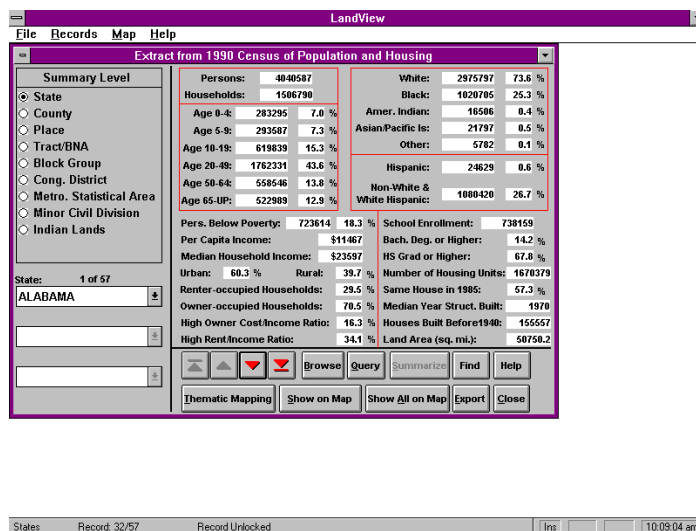 LandView
File Records Map Help
Extract from 1990 Census of Population and Housing
Summary Level
State
County
Place
Tract/BNA
Block Group
Cong. District
Metro. Statistical Area
Minor Civil Division
Indian Lands
State: 1 of 57
ALABAMA
Persons: 4040587
Households: 1506790
Age 0-4: 283295 7.0 %
Age 5-9: 293587 7.3 %
Age 10-19: 619839 15.3 %
Age 20-49: 1762331 43.6 %
Age 50-64: 558546 13.8 %
Age 65-UP: 522989 12.9 %
White: 2975797 73.6 %
Black: 1020705 25.3 %
Amer. Indian: 16506 0.4 %
Asian/Pacific Is: 21797 0.5 %
Other: 5782 0.1 %
Hispanic: 24629 0.6 %
Non-White &
White Hispanic: 1080420 26.7 %
Pers. Below Poverty: 723614 18.3 %
Per Capita Income: $11467
Median Household Income: $23597
Urban: 60.3 % Rural: 39.7 %
Renter-occupied Households: 29.5 %
Owner-occupied Households: 70.5 %
High Owner Cost/Income Ratio: 16.3 %
High Rent/Income Ratio: 34.1 %
School Enrollment: 738159
Bach. Deg. or Higher: 14.2 %
HS Grad or Higher: 67.8 %
Number of Housing Units: 1670379
Same House in 1985: 57.3 %
Median Year Struct. Built: 1970
Houses Built Before1940: 155557
Land Area (sq. mi.): 50750.2
Browse Query Summarize Find Help
Thematic Mapping Show on Map Show All on Map Export Close
States Record: 32/57 Record Unlocked Ins 10:09:04 am